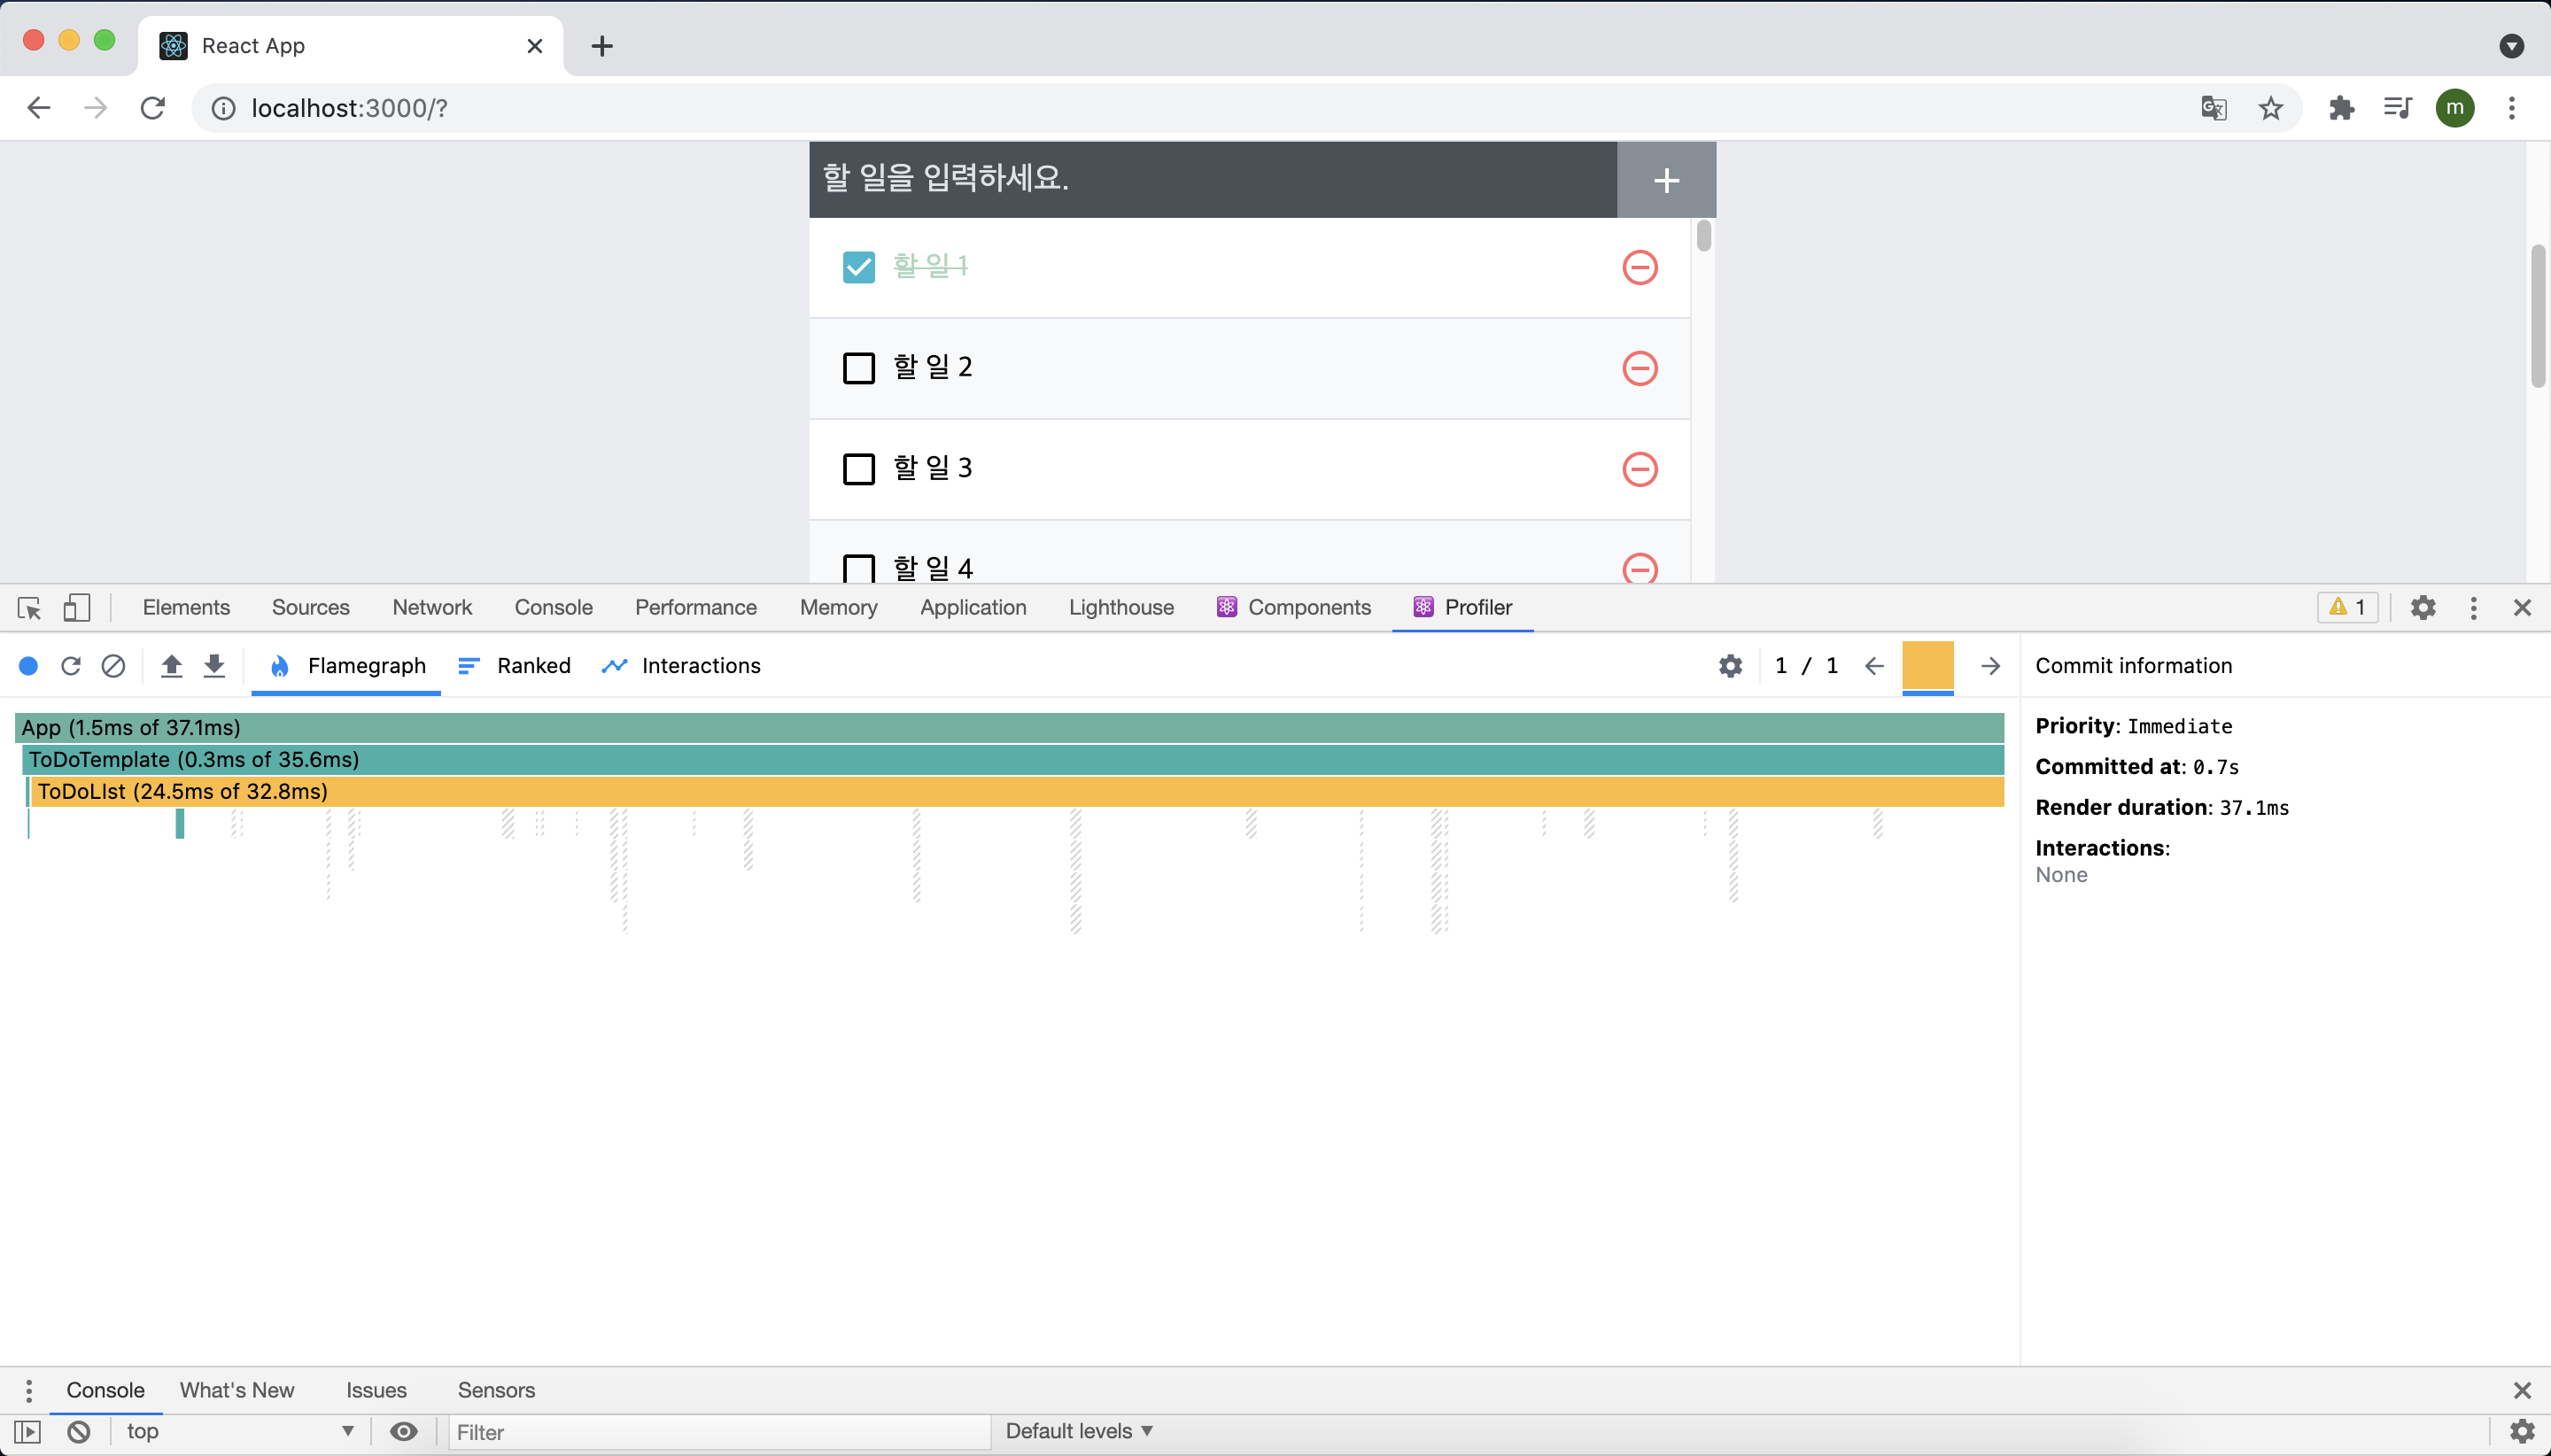 React App
localhost:3000/?
m
할 일을 입력하세요.
할 일 1
할 일 2
할 일 3
할 일 4
Elements Sources Network Console Performance Memory Application Lighthouse Components Profiler 1
Flamegraph Ranked Interactions 1 / 1 Commit information
App (1.5ms of 37.1ms)
ToDoTemplate (0.3ms of 35.6ms)
ToDoLIst (24.5ms of 32.8ms)
Priority: Immediate
Committed at: 0.7s
Render duration: 37.1ms
Interactions:
None
Console What's New Issues Sensors
top Filter Default levels